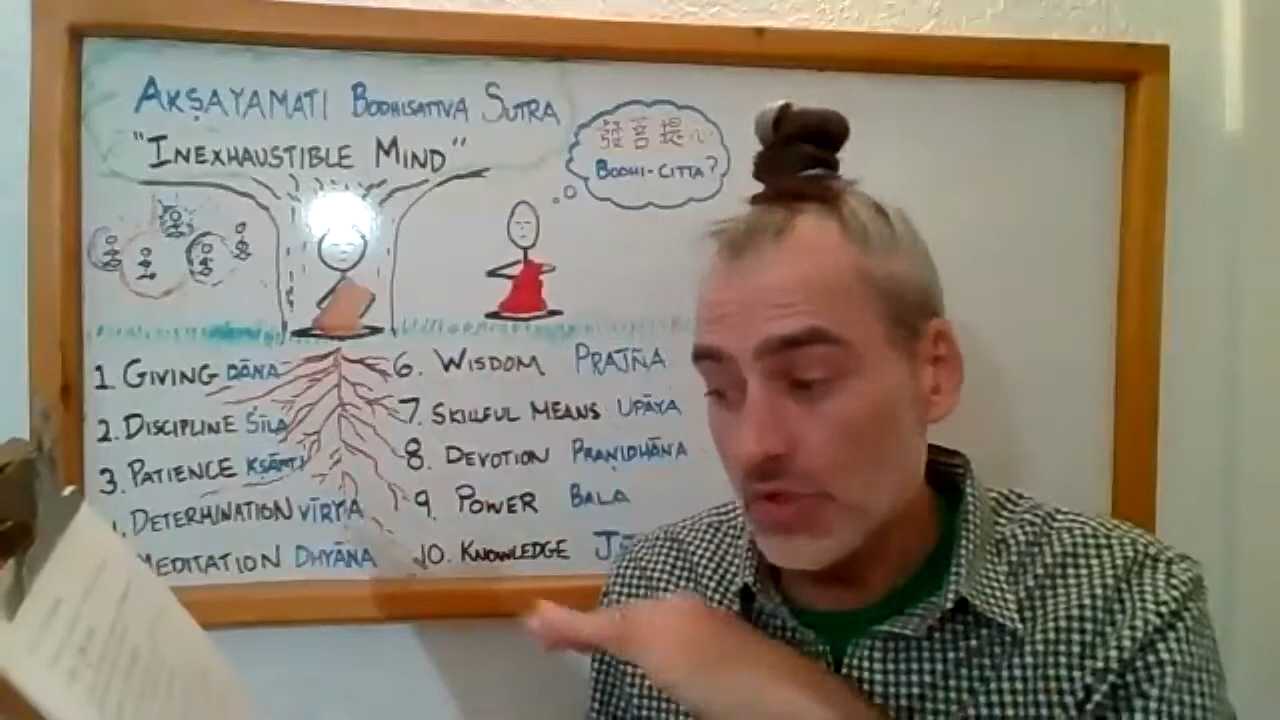 AKṢAYAMATI BODHISATTVA SUTRA
"INEXHAUSTIBLE MIND"
發菩提心
BODHI-CITTA?
1. GIVING DĀNA
2. DISCIPLINE ŚĪLA
3. PATIENCE KṢĀNTI
DETERMINATION VĪRYA
MEDITATION DHYĀNA
6. WISDOM PRAJÑA
7. SKILLFUL MEANS UPĀYA
8. DEVOTION PRAṆIDHĀNA
9. POWER BALA
10. KNOWLEDGE